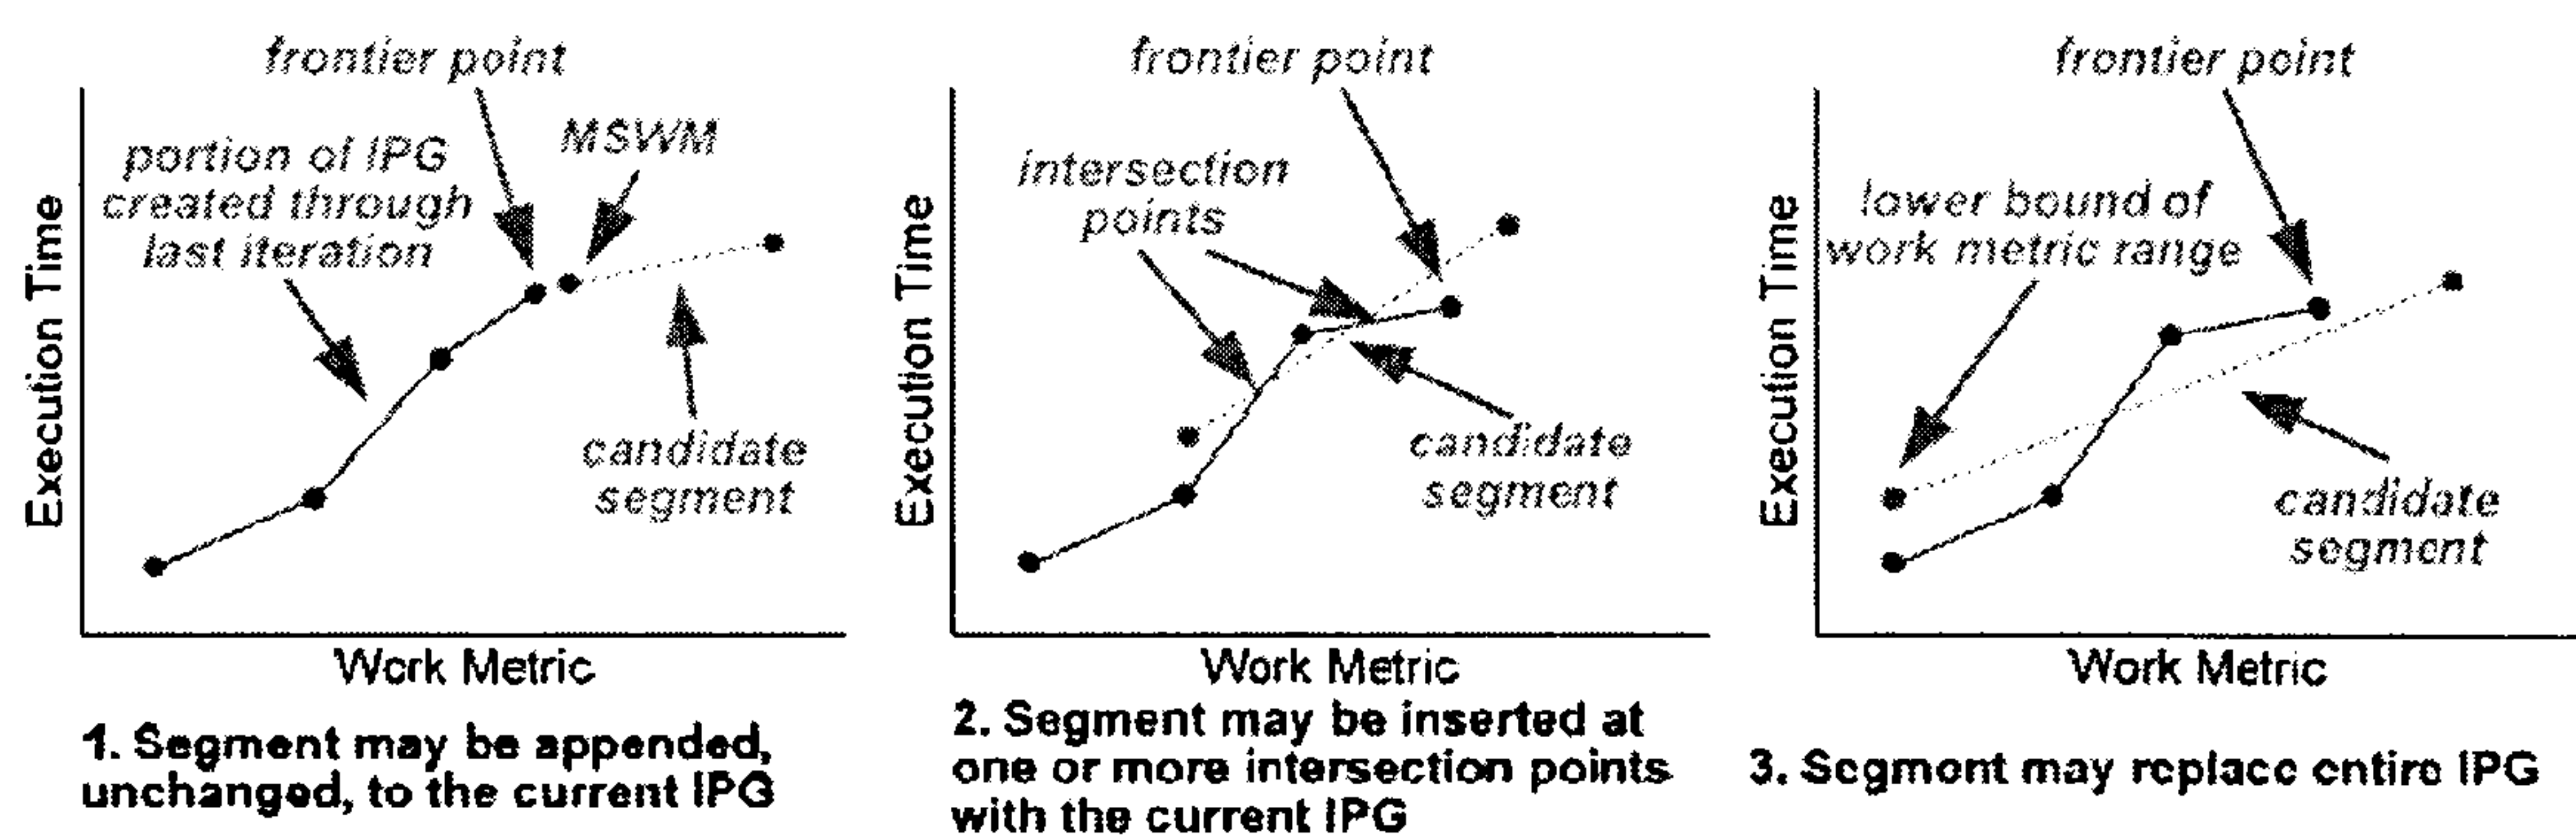 frontier point
MSWM
portion of IPG
created through
last iteration
candidate
segment
Execution Time
Work Metric
1. Segment may be appended,
unchanged, to the current IPG
frontier point
intersection
points
candidate
segment
Execution Time
Work Metric
2. Segment may be inserted at
one or more intersection points
with the current IPG
frontier point
lower bound of
work metric range
candidate
segment
Execution Time
Work Metric
3. Segment may replace entire IPG